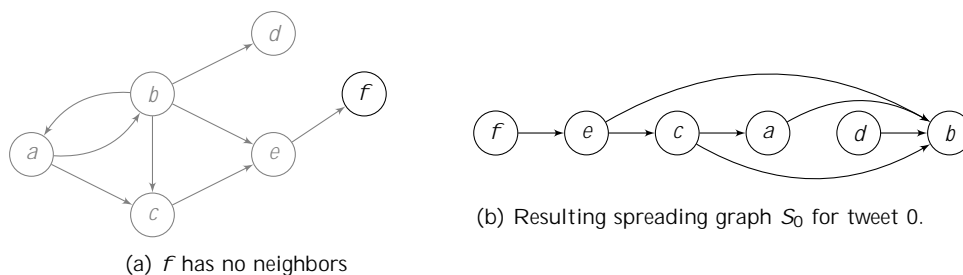 d
b
f
a
e
c
(a) f has no neighbors
f e c a d b
(b) Resulting spreading graph S₀ for tweet 0.